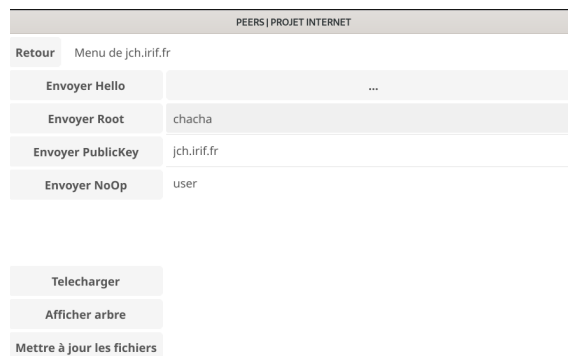 PEERS | PROJET INTERNET
Retour Menu de jch.irif.fr
Envoyer Hello ...
Envoyer Root chacha
Envoyer PublicKey jch.irif.fr
Envoyer NoOp user
Telecharger
Afficher arbre
Mettre à jour les fichiers